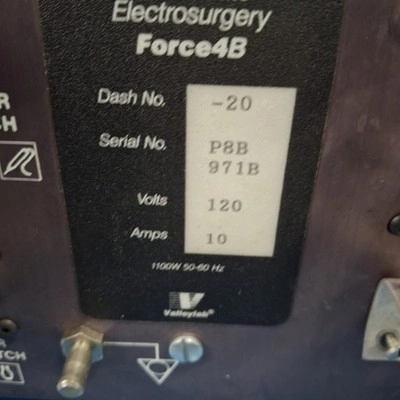 Electrosurgery
Force4B
Dash No. -20
Serial No. P8B
971B
Volts 120
Amps 10
1100W 50-60 Hz
Valleylab®